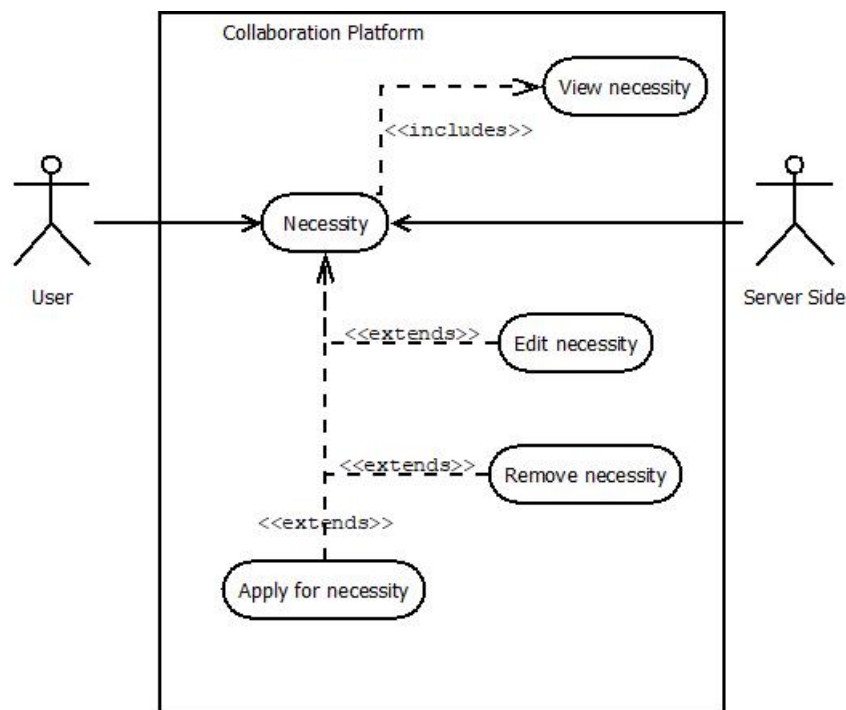 Collaboration Platform
View necessity
<<includes>>
Necessity
User
Server Side
<<extends>>
Edit necessity
<<extends>>
Remove necessity
<<extends>>
Apply for necessity